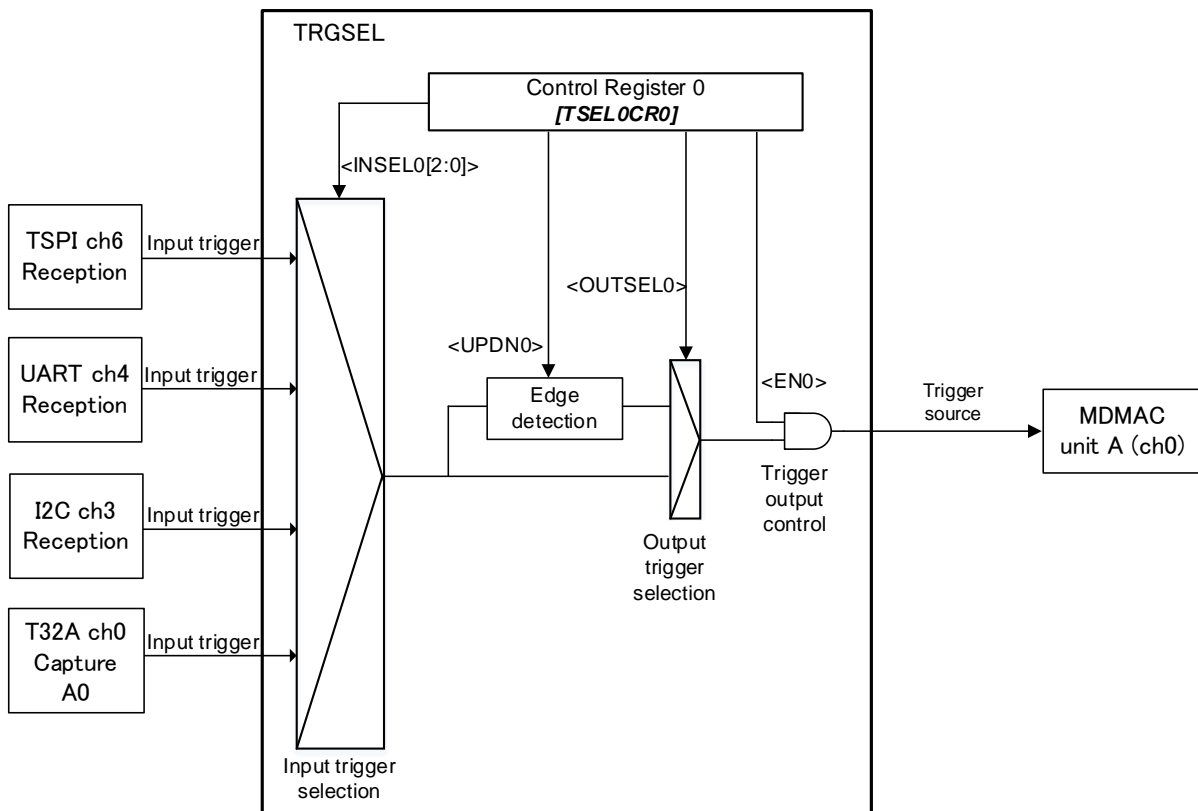 TRGSEL
Control Register 0
[TSEL0CR0]
<INSEL0[2:0]>
TSPI ch6
Reception
Input trigger
<OUTSEL0>
UART ch4
Reception
Input trigger
<UPDN0>
Edge
detection
<EN0>
Trigger
source
MDMAC
unit A (ch0)
I2C ch3
Reception
Input trigger
Trigger
output
control
Output
trigger
selection
T32A ch0
Capture
A0
Input trigger
Input trigger
selection